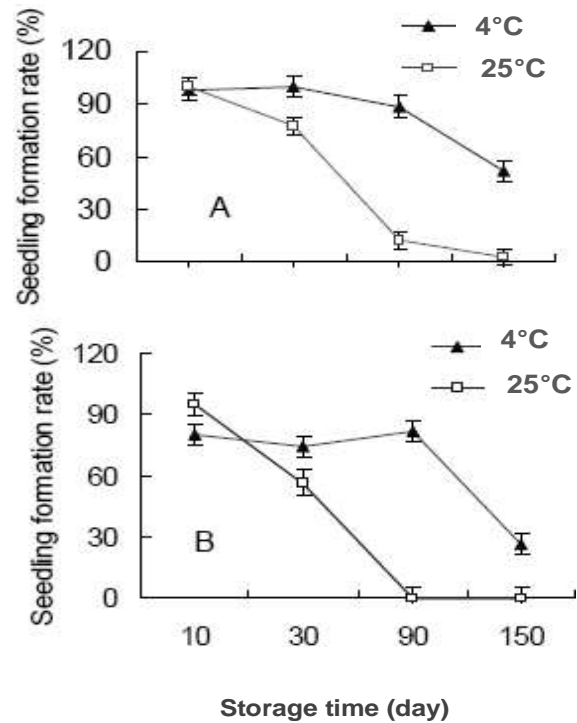 Seedling formation rate (%)
120
90
60
30
0
4°C
25°C
A
Seedling formation rate (%)
120
90
60
30
0
4°C
25°C
B
10 30 90 150
Storage time (day)